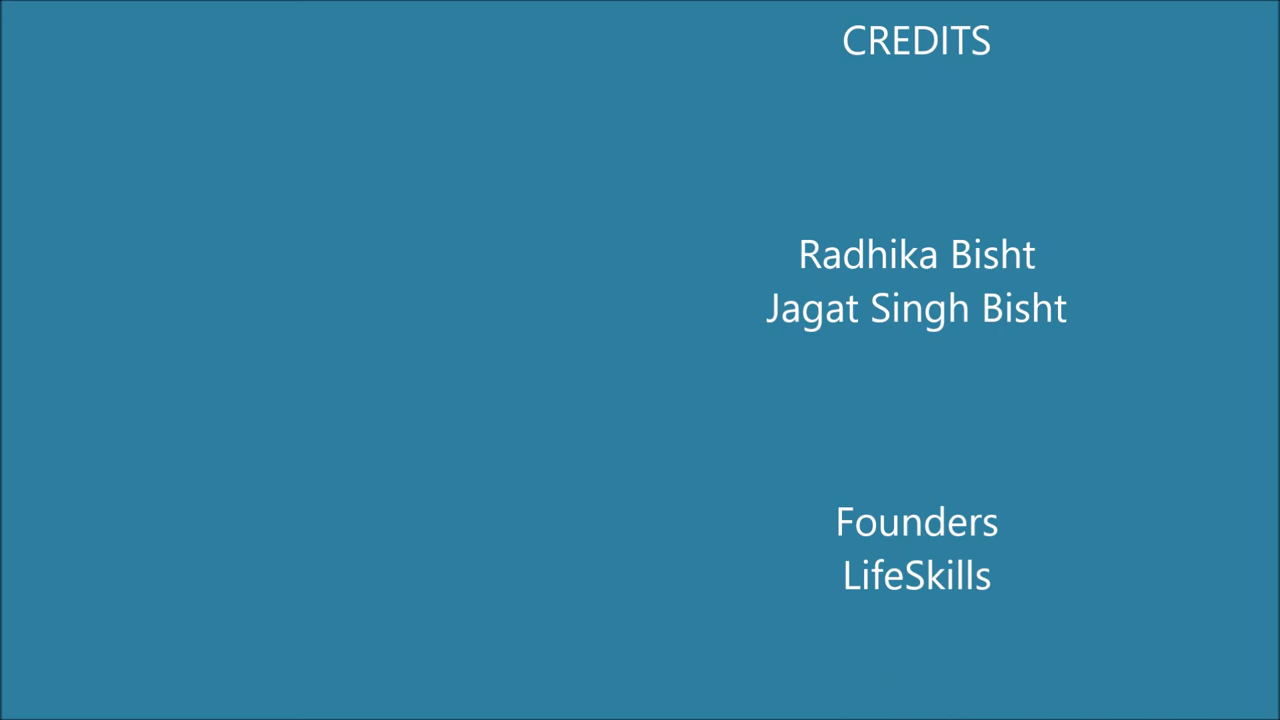 CREDITS
Radhika Bisht
Jagat Singh Bisht
Founders
LifeSkills